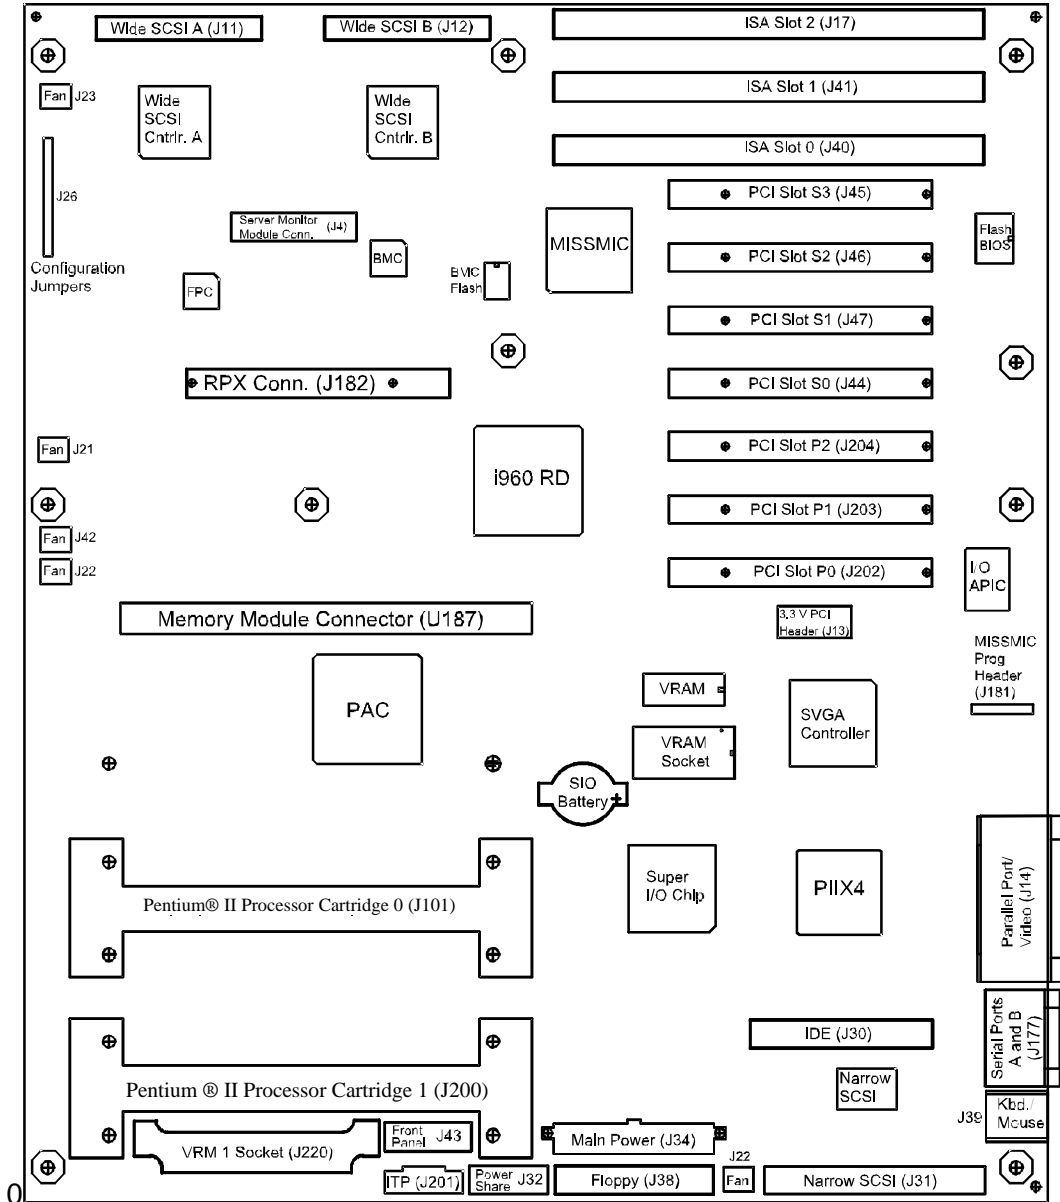 Wide SCSI A (J11)
Wide SCSI B (J12)
ISA Slot 2 (J17)
Fan J23
Wide
SCSI
Cntrlr. A
Wide
SCSI
Cntrlr. B
ISA Slot 1 (J41)
ISA Slot 0 (J40)
J26
PCI Slot S3 (J45)
Server Monitor
Module Conn. (J4)
MISSMIC
Flash
BIOS
BMC
PCI Slot S2 (J46)
Configuration
Jumpers
BMC
Flash
FPC
PCI Slot S1 (J47)
RPX Conn. (J182)
PCI Slot S0 (J44)
Fan J21
PCI Slot P2 (J204)
i960 RD
PCI Slot P1 (J203)
Fan J42
Fan J22
PCI Slot P0 (J202)
I/O
APIC
Memory Module Connector (U187)
3.3 V PCI
Header (J13)
MISSMIC
Prog
Header
(J181)
VRAM
PAC
SVGA
Controller
VRAM
Socket
SIO
Battery
+
Super
I/O Chip
PIIX4
Parallel Port/
Video (J14)
Pentium® II Processor Cartridge 0 (J101)
Serial Ports
A and B
(J177)
IDE (J30)
Narrow
SCSI
Pentium ® II Processor Cartridge 1 (J200)
J39
Kbd./
Mouse
Front
Panel J43
VRM 1 Socket (J220)
Main Power (J34)
J22
ITP (J201)
Power
Share J32
Floppy (J38)
Fan
Narrow SCSI (J31)
0